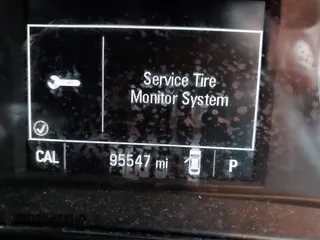 Service Tire
Monitor System
CAL 95547 mi P